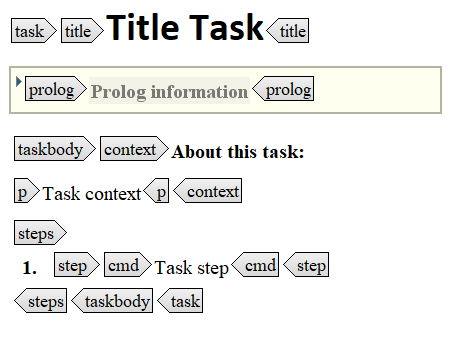 task title Title Task title
prolog Prolog information prolog
taskbody context About this task:
p Task context p context
steps
1. step cmd Task step cmd step
steps taskbody task